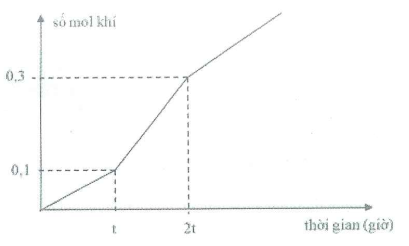 số mol khí
0,3
0,1
t
2t
thời gian (giờ)